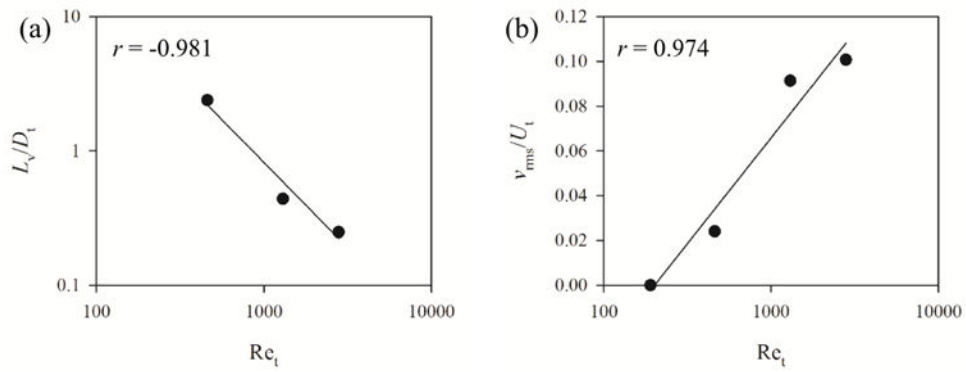 (a)
r = -0.981
10
1
0.1
L_v/D_t
100
1000
10000
Re_t
(b)
r = 0.974
0.12
0.10
0.08
0.06
0.04
0.02
0.00
v_rms/U_t
100
1000
10000
Re_t